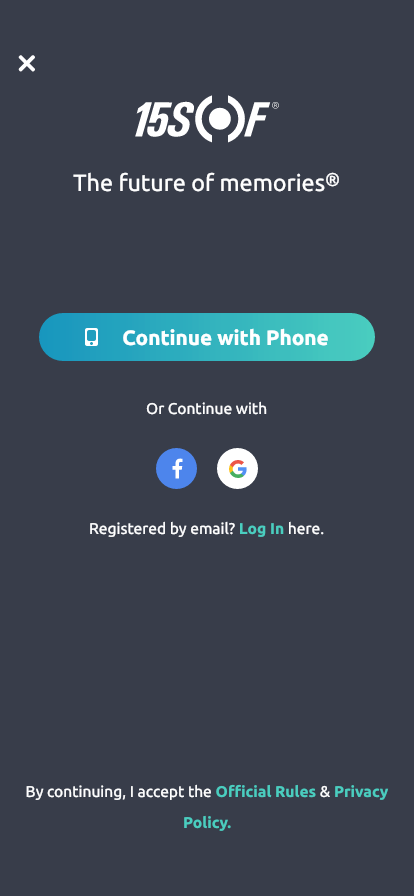 15SOF®
The future of memories®
Continue with Phone
Or Continue with
Registered by email? Log In here.
By continuing, I accept the Official Rules & Privacy
Policy.